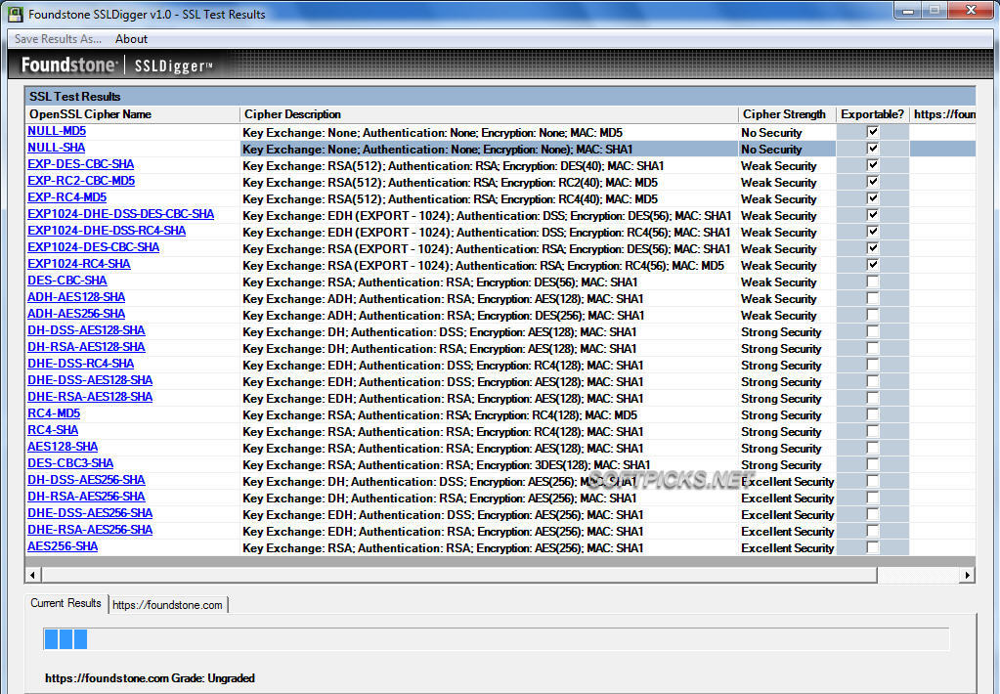 Foundstone SSLDigger v1.0 - SSL Test Results
Save Results As... About
Foundstone | SSLDigger™
SSL Test Results
OpenSSL Cipher Name Cipher Description Cipher Strength Exportable? https://foun
NULL-MD5 Key Exchange: None; Authentication: None; Encryption: None; MAC: MD5 No Security
NULL-SHA Key Exchange: None; Authentication: None; Encryption: None); MAC: SHA1 No Security
EXP-DES-CBC-SHA Key Exchange: RSA(512); Authentication: RSA; Encryption: DES(40); MAC: SHA1 Weak Security
EXP-RC2-CBC-MD5 Key Exchange: RSA(512); Authentication: RSA; Encryption: RC2(40); MAC: MD5 Weak Security
EXP-RC4-MD5 Key Exchange: RSA(512); Authentication: RSA; Encryption: RC4(40); MAC: MD5 Weak Security
EXP1024-DHE-DSS-DES-CBC-SHA Key Exchange: EDH (EXPORT - 1024); Authentication: DSS; Encryption: DES(56); MAC: SHA1 Weak Security
EXP1024-DHE-DSS-RC4-SHA Key Exchange: EDH (EXPORT - 1024); Authentication: DSS; Encryption: RC4(56); MAC: SHA1 Weak Security
EXP1024-DES-CBC-SHA Key Exchange: RSA (EXPORT - 1024); Authentication: RSA; Encryption: DES(56); MAC: SHA1 Weak Security
EXP1024-RC4-SHA Key Exchange: RSA (EXPORT - 1024); Authentication: RSA; Encryption: RC4(56); MAC: MD5 Weak Security
DES-CBC-SHA Key Exchange: RSA; Authentication: RSA; Encryption: DES(56); MAC: SHA1 Weak Security
ADH-AES128-SHA Key Exchange: ADH; Authentication: RSA; Encryption: AES(128); MAC: SHA1 Weak Security
ADH-AES256-SHA Key Exchange: ADH; Authentication: RSA; Encryption: DES(256); MAC: SHA1 Weak Security
DH-DSS-AES128-SHA Key Exchange: DH; Authentication: DSS; Encryption: AES(128); MAC: SHA1 Strong Security
DH-RSA-AES128-SHA Key Exchange: DH; Authentication: RSA; Encryption: AES(128); MAC: SHA1 Strong Security
DHE-DSS-RC4-SHA Key Exchange: EDH; Authentication: DSS; Encryption: RC4(128); MAC: SHA1 Strong Security
DHE-DSS-AES128-SHA Key Exchange: EDH; Authentication: DSS; Encryption: AES(128); MAC: SHA1 Strong Security
DHE-RSA-AES128-SHA Key Exchange: EDH; Authentication: RSA; Encryption: AES(128); MAC: SHA1 Strong Security
RC4-MD5 Key Exchange: RSA; Authentication: RSA; Encryption: RC4(128); MAC: MD5 Strong Security
RC4-SHA Key Exchange: RSA; Authentication: RSA; Encryption: RC4(128); MAC: SHA1 Strong Security
AES128-SHA Key Exchange: RSA; Authentication: RSA; Encryption: AES(128); MAC: SHA1 Strong Security
DES-CBC3-SHA Key Exchange: RSA; Authentication: RSA; Encryption: 3DES(128); MAC: SHA1 Strong Security
DH-DSS-AES256-SHA Key Exchange: DH; Authentication: DSS; Encryption: AES(256); MAC: SHA1 Excellent Security
SOFTPICKS.NET
DH-RSA-AES256-SHA Key Exchange: DH; Authentication: RSA; Encryption: AES(256); MAC: SHA1 Excellent Security
DHE-DSS-AES256-SHA Key Exchange: EDH; Authentication: DSS; Encryption: AES(256); MAC: SHA1 Excellent Security
DHE-RSA-AES256-SHA Key Exchange: EDH; Authentication: RSA; Encryption: AES(256); MAC: SHA1 Excellent Security
AES256-SHA Key Exchange: RSA; Authentication: RSA; Encryption: AES(256); MAC: SHA1 Excellent Security
Current Results https://foundstone.com
https://foundstone.com Grade: Ungraded